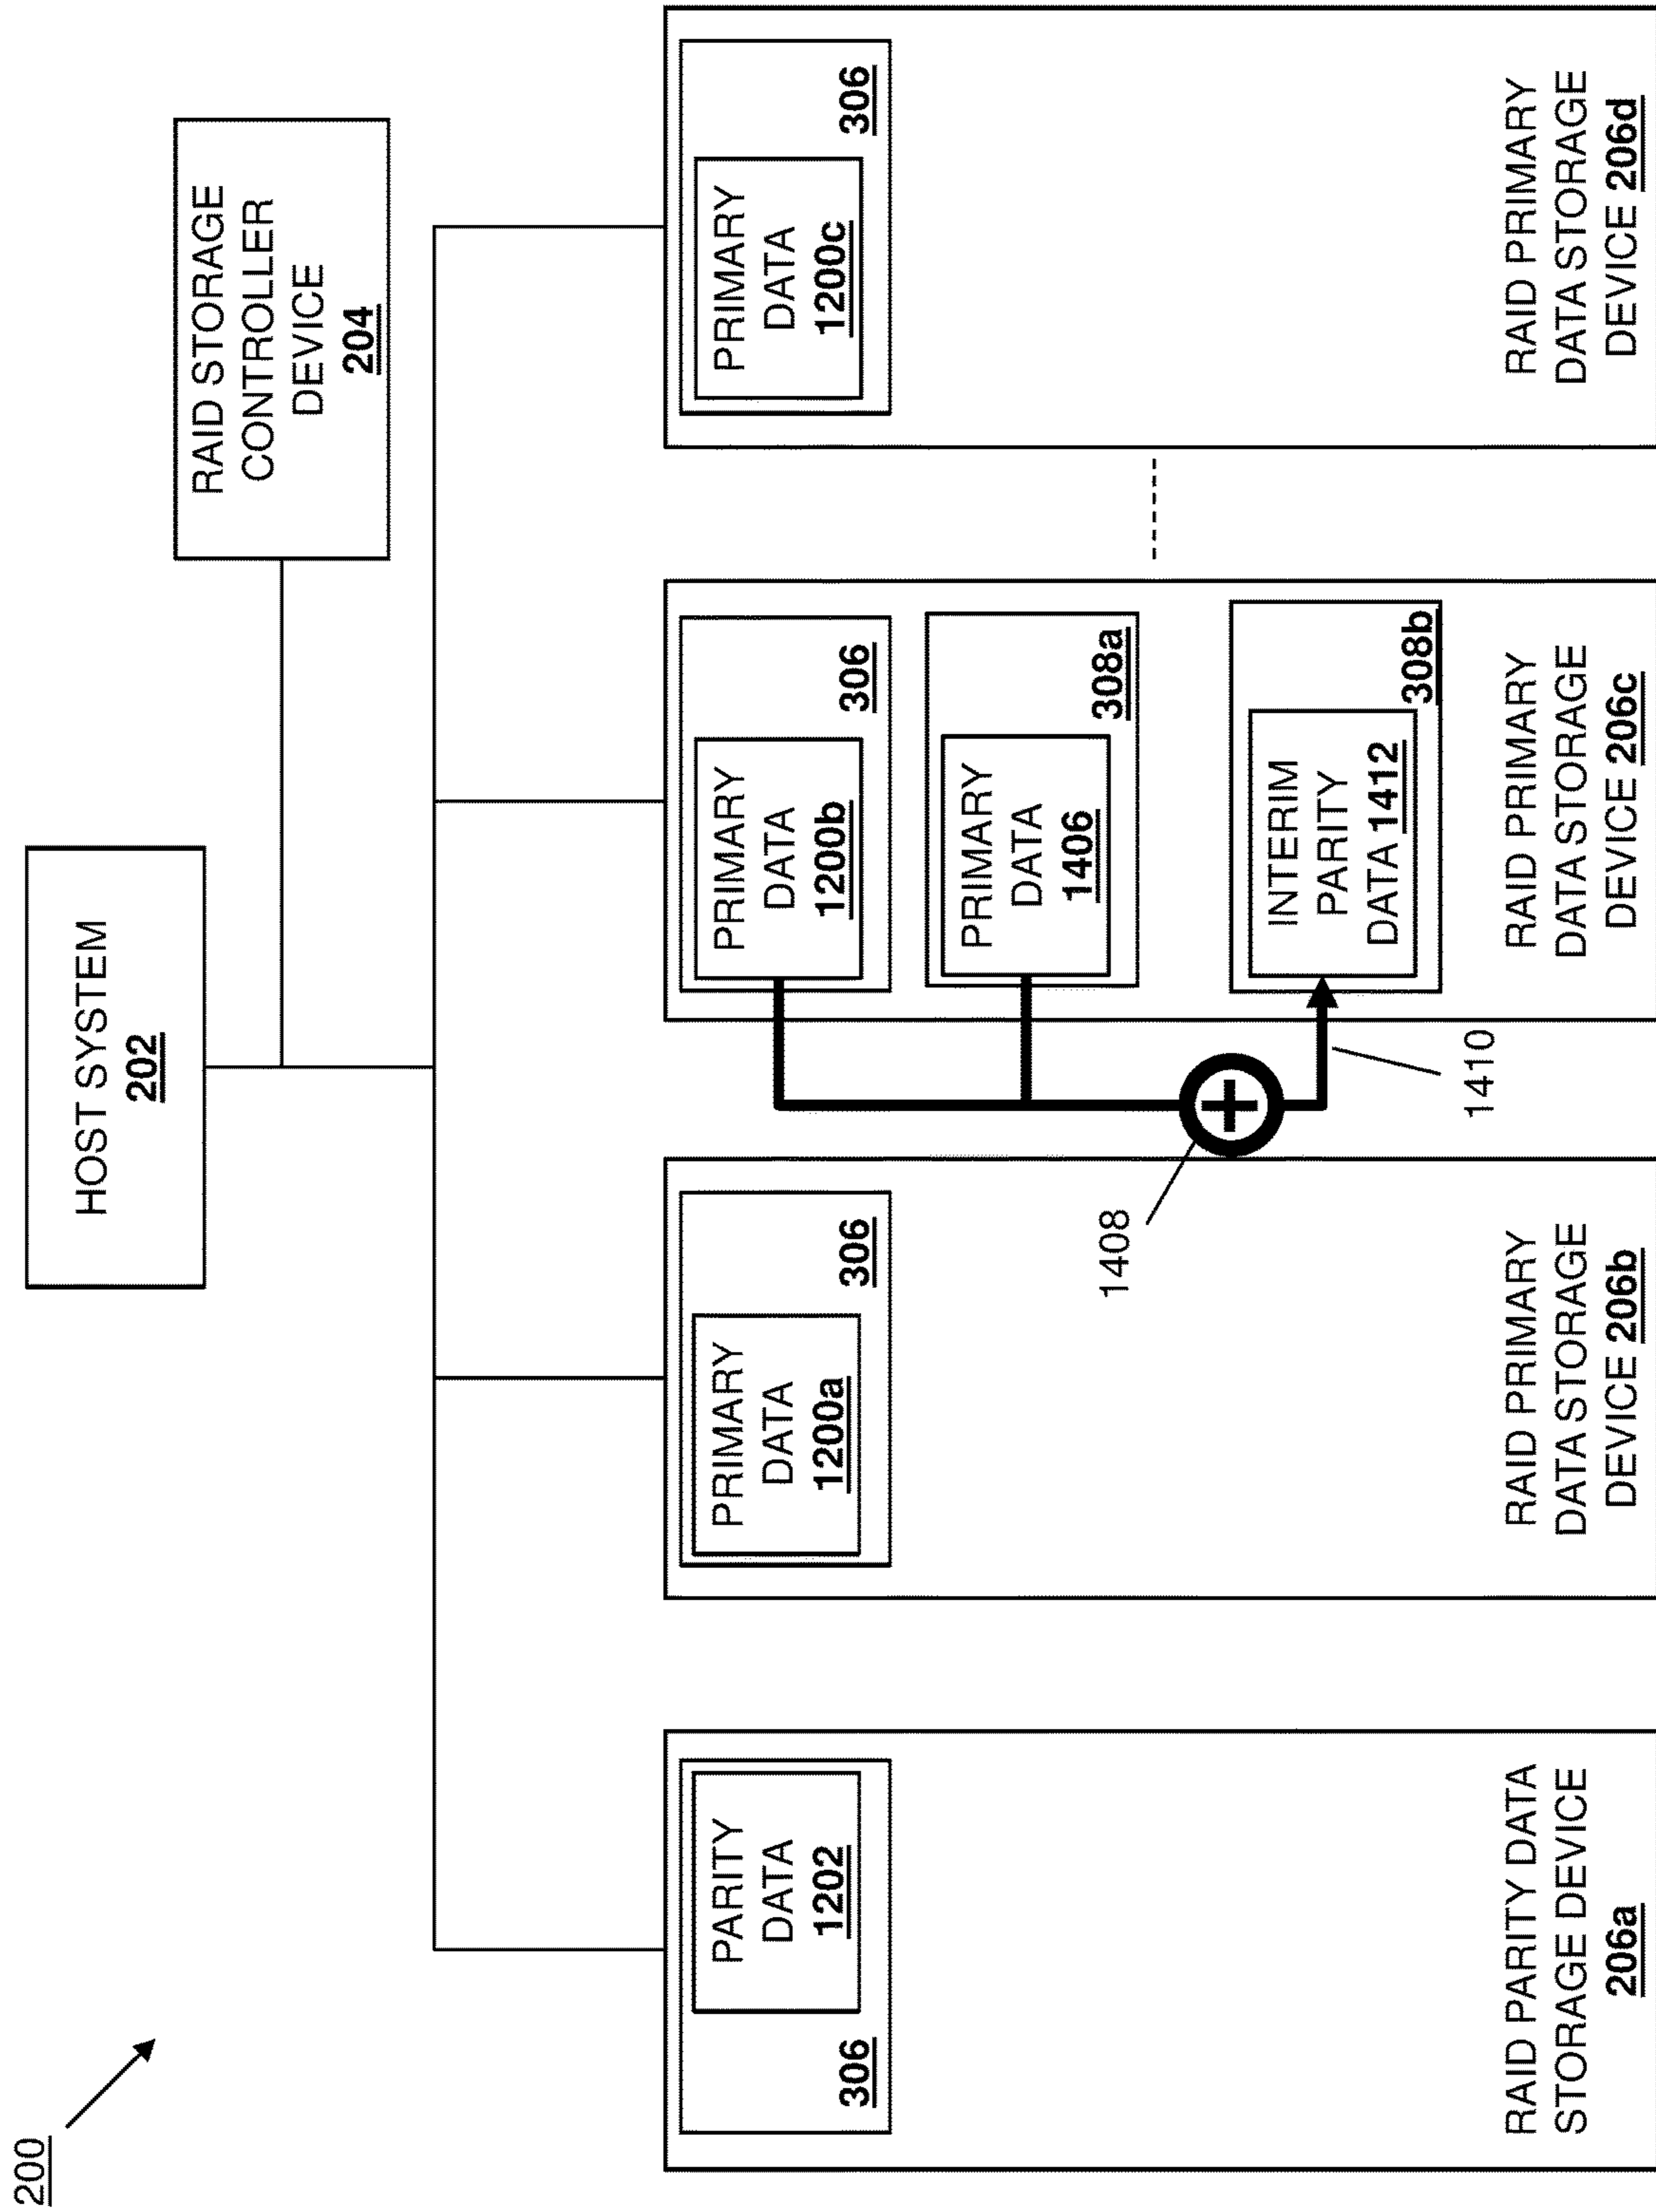 200
HOST SYSTEM
202
RAID STORAGE
CONTROLLER
DEVICE
204
PARITY
DATA
1202
306
RAID PARITY DATA
STORAGE DEVICE
206a
PRIMARY
DATA
1200a
306
RAID PRIMARY
DATA STORAGE
DEVICE 206b
1408
1410
PRIMARY
DATA
1200b
306
PRIMARY
DATA
1406
308a
INTERIM
PARITY
DATA 1412
308b
RAID PRIMARY
DATA STORAGE
DEVICE 206c
PRIMARY
DATA
1200c
306
RAID PRIMARY
DATA STORAGE
DEVICE 206d